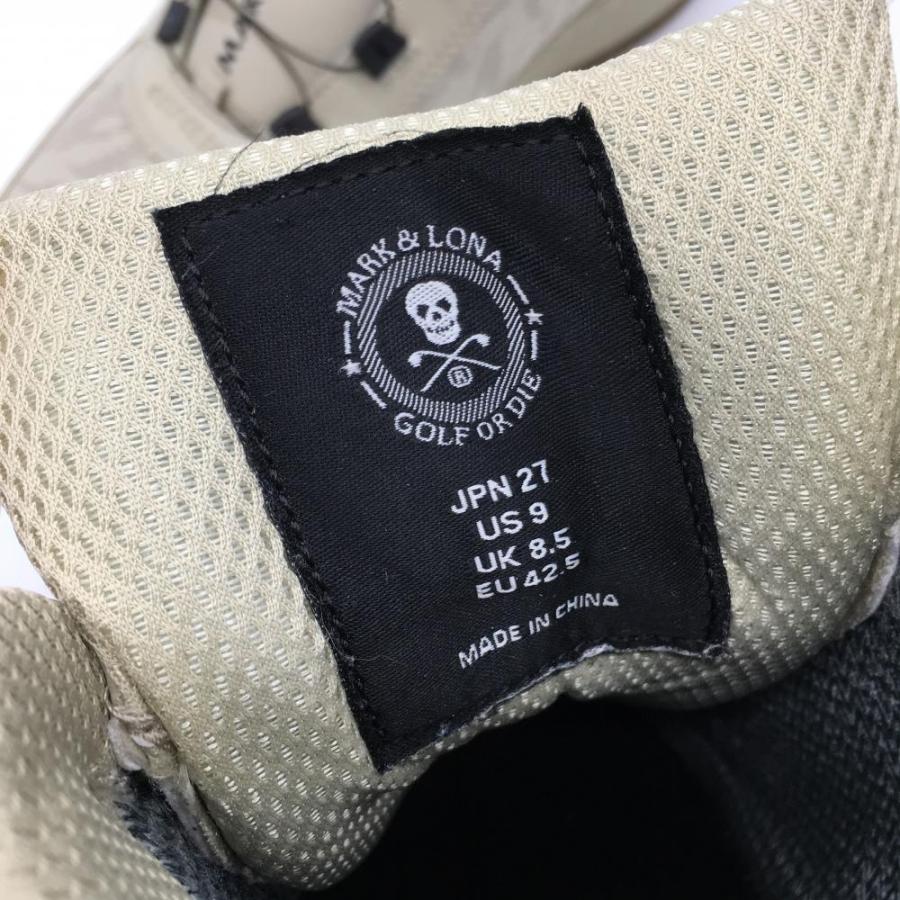 MARK & LONA
GOLF OR DIE
®
JPN 27
US 9
UK 8.5
EU 42.5
MADE IN CHINA